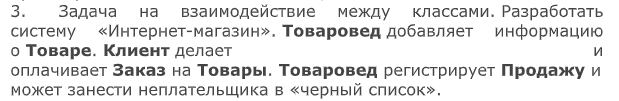 3. Задача на взаимодействие между классами. Разработать
систему «Интернет-магазин». Товаровед добавляет информацию
о Товаре. Клиент делает и
оплачивает Заказ на Товары. Товаровед регистрирует Продажу и
может занести неплательщика в «черный список».